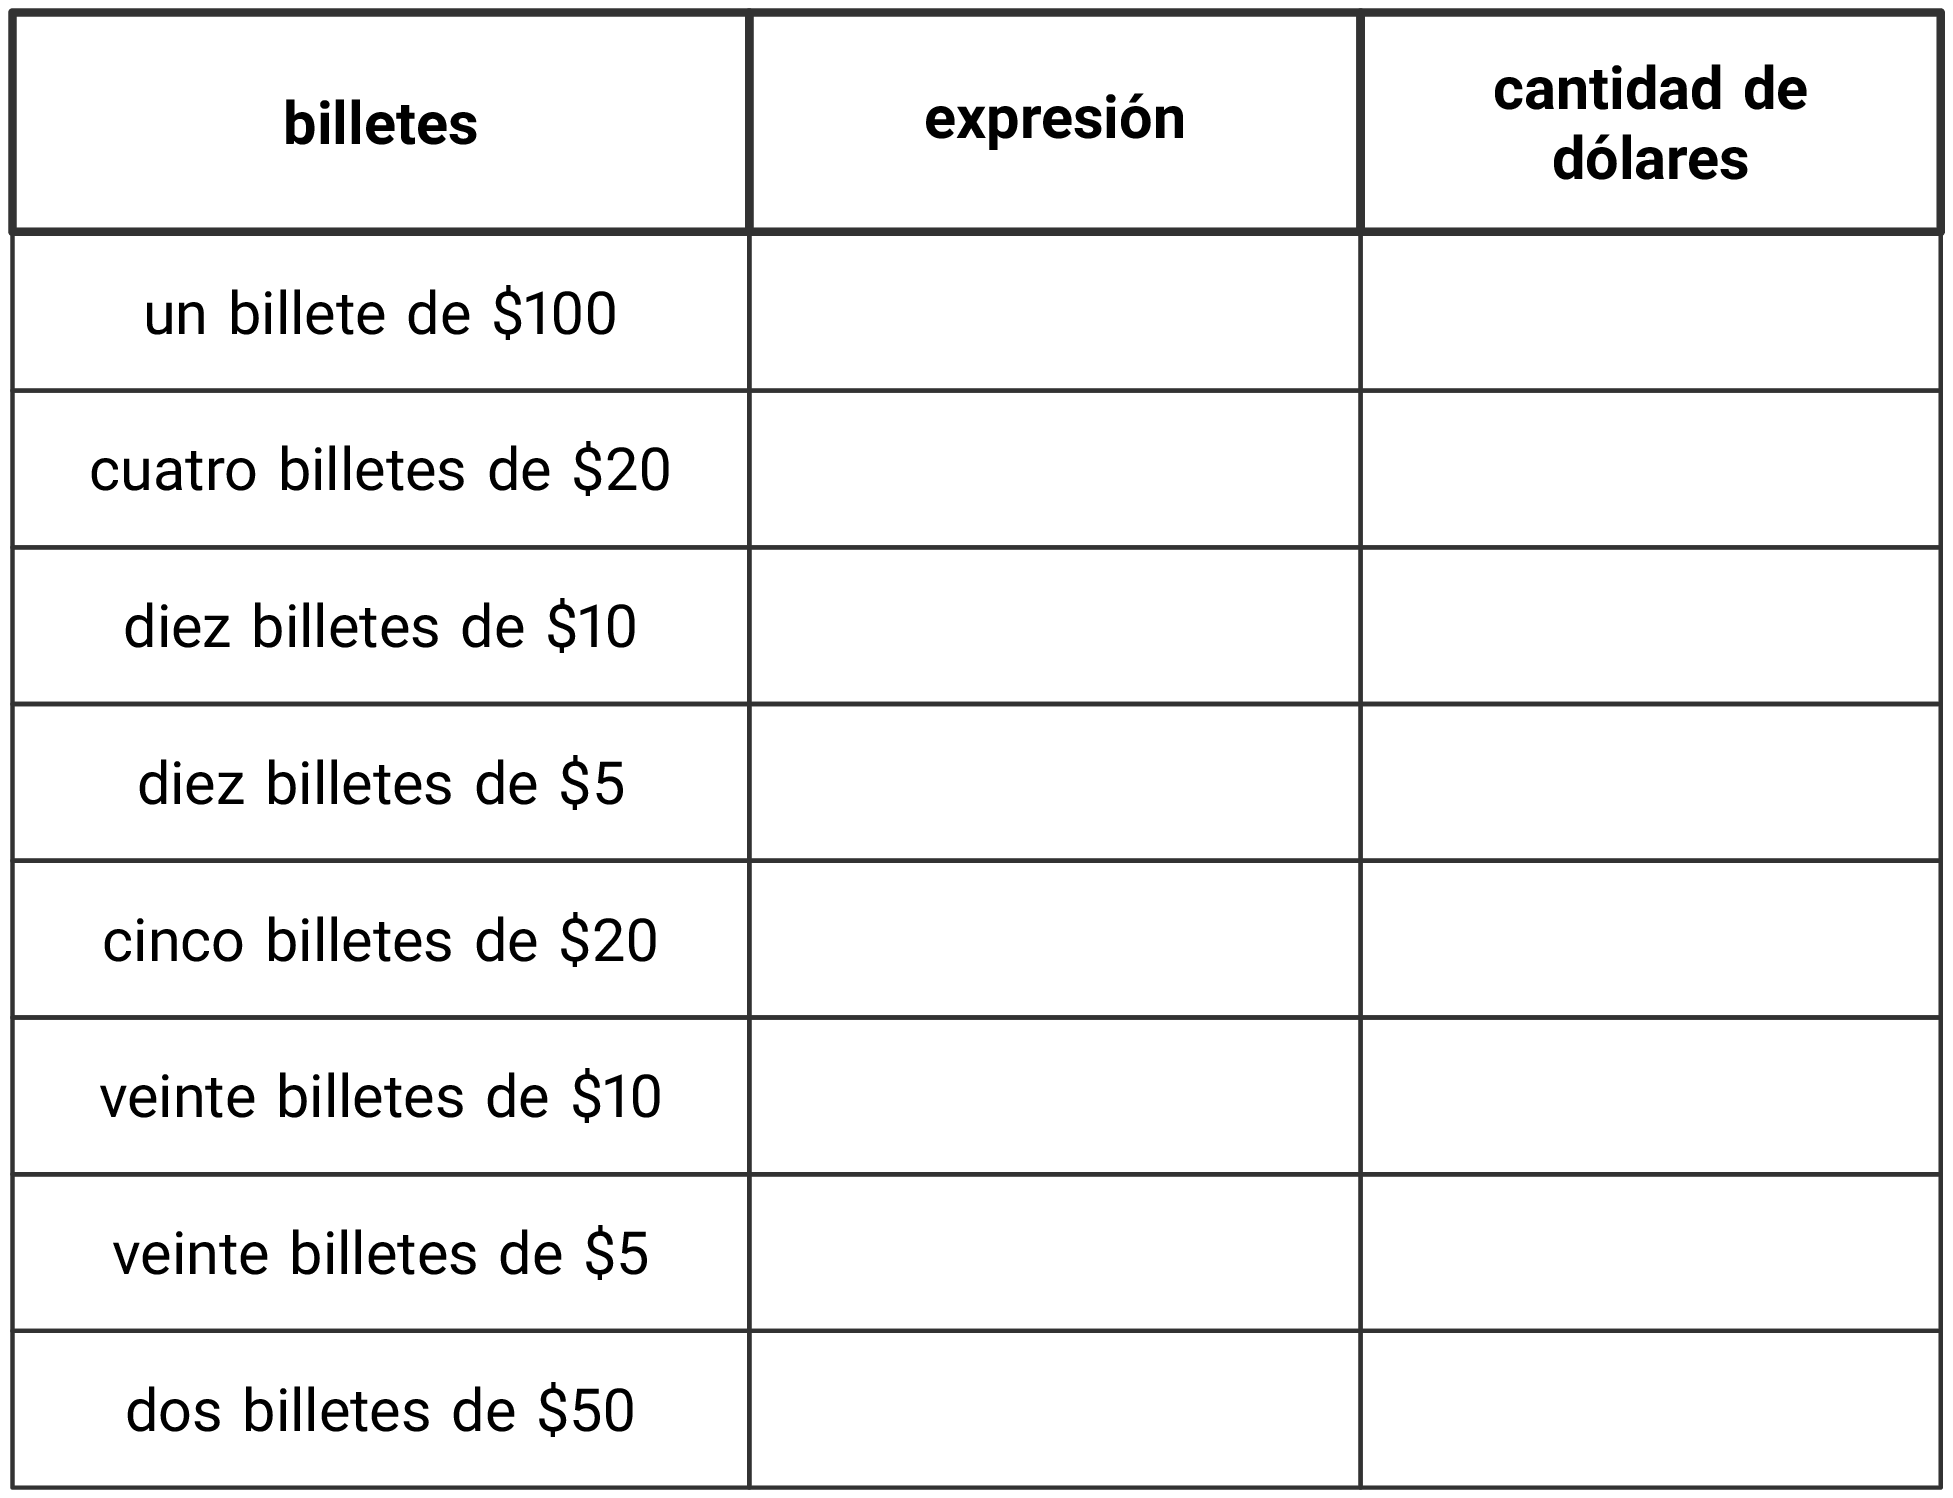 billetes
expresión
cantidad de
dólares
un billete de $100
cuatro billetes de $20
diez billetes de $10
diez billetes de $5
cinco billetes de $20
veinte billetes de $10
veinte billetes de $5
dos billetes de $50